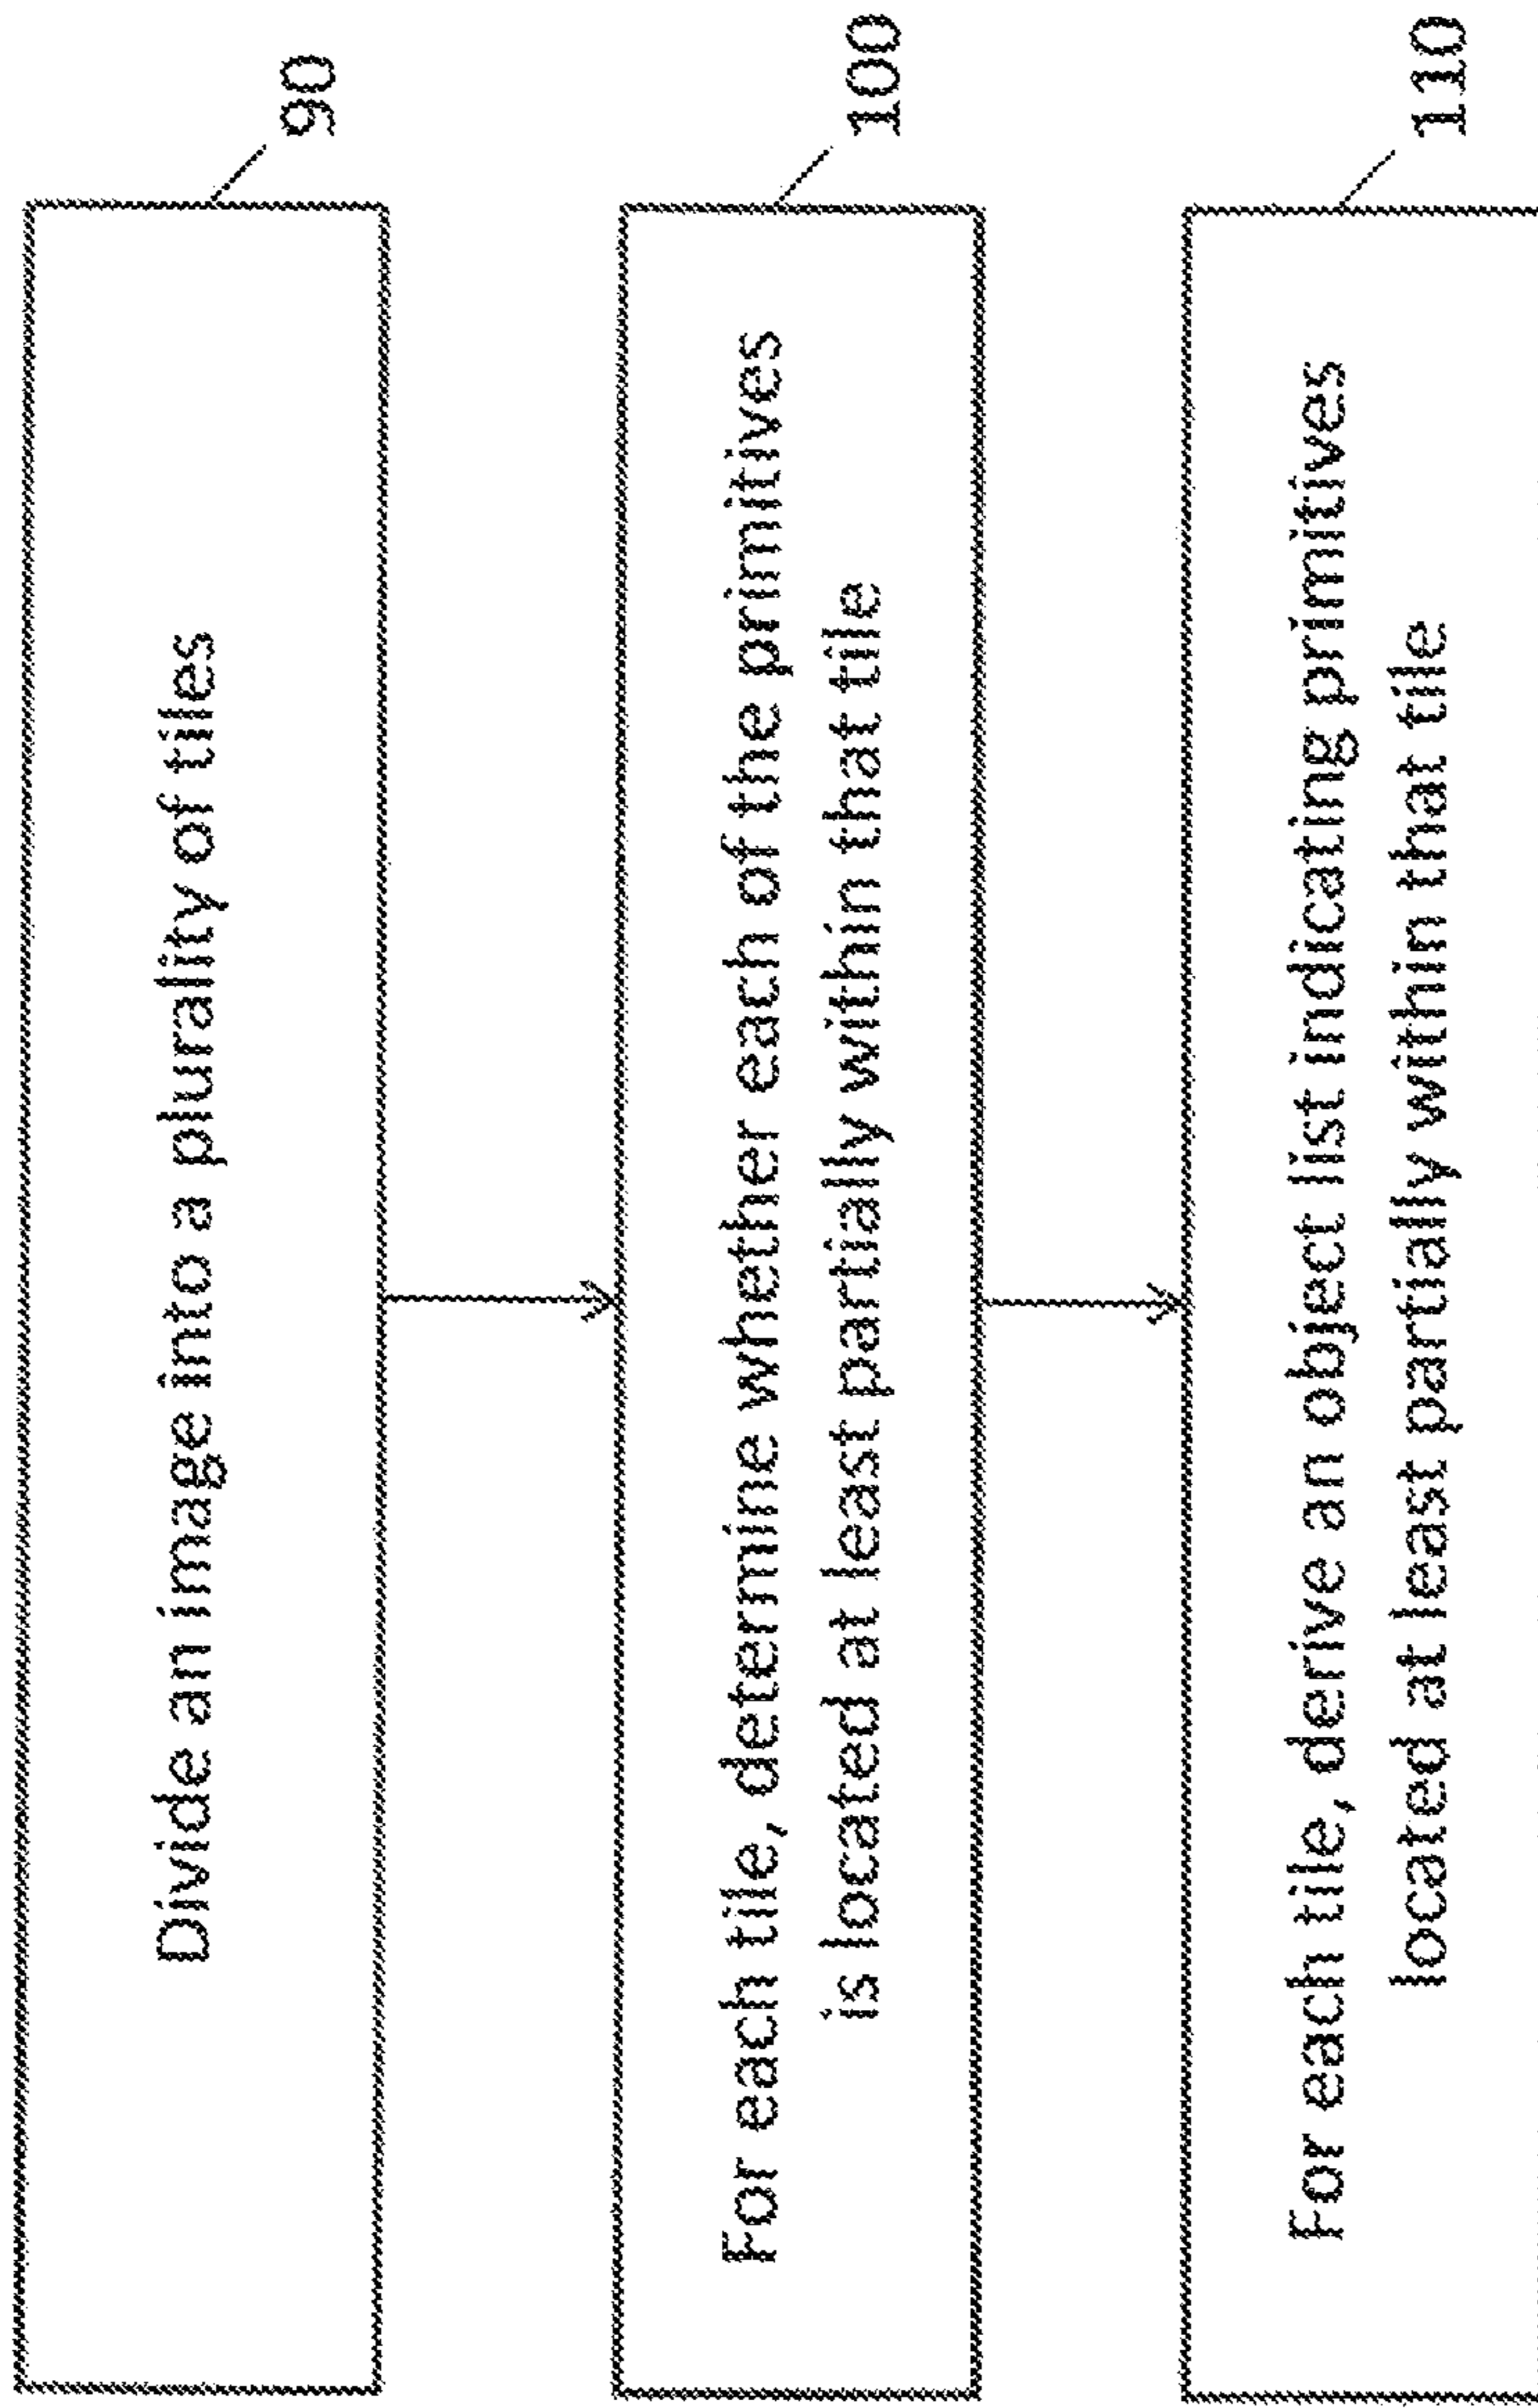 Divide an image into a plurality of tiles
90
For each tile, determine whether each of the primitives
is located at least partially within that tile
100
For each tile, derive an object list indicating primitives
located at least partially within that tile
110